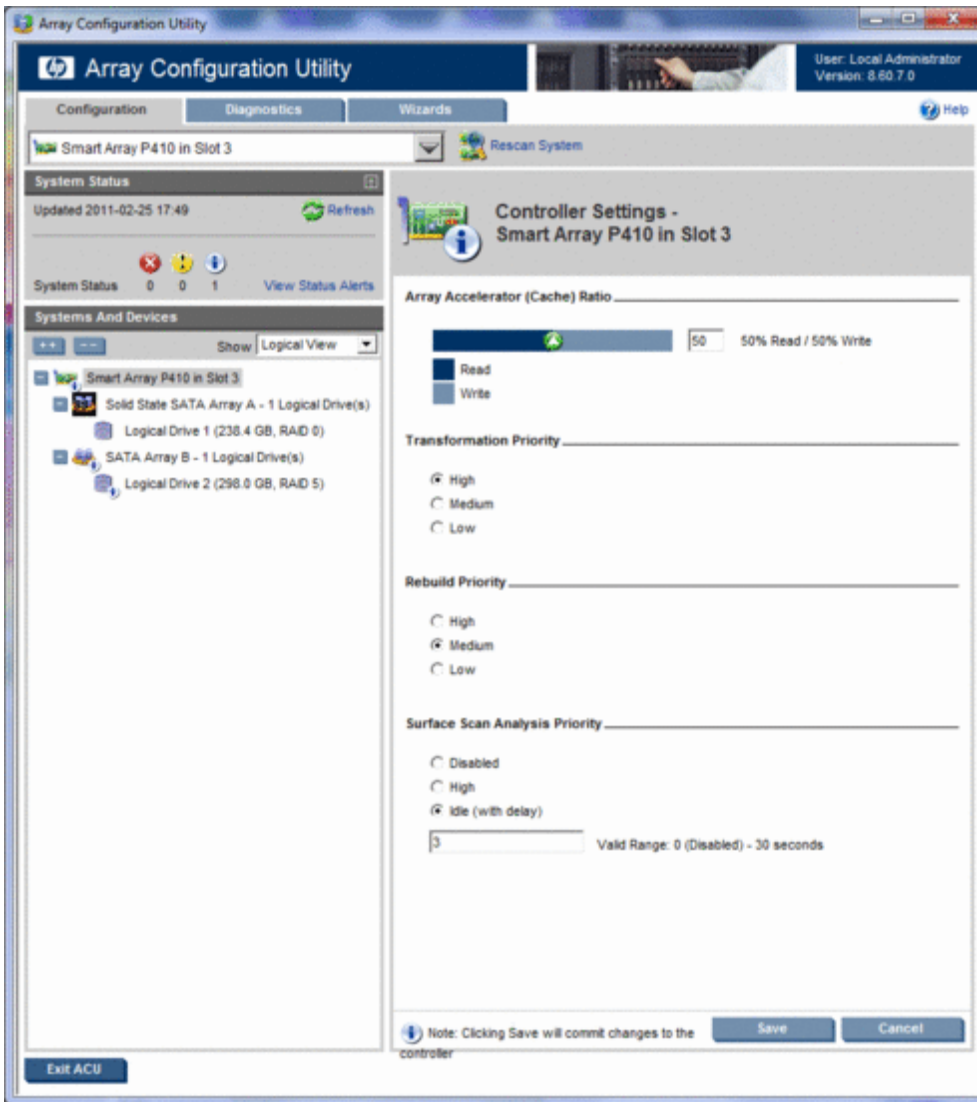 Array Configuration Utility
hp Array Configuration Utility
User: Local Administrator
Version: 8.60.7.0
Configuration Diagnostics Wizards Help
Smart Array P410 in Slot 3 Rescan System
System Status
Updated 2011-02-25 17:49 Refresh
System Status 0 0 1 View Status Alerts
Systems And Devices
++ -- Show Logical View
Smart Array P410 in Slot 3
Solid State SATA Array A - 1 Logical Drive(s)
Logical Drive 1 (238.4 GB, RAID 0)
SATA Array B - 1 Logical Drive(s)
Logical Drive 2 (298.0 GB, RAID 5)
Controller Settings -
Smart Array P410 in Slot 3
Array Accelerator (Cache) Ratio
50 50% Read / 50% Write
Read
Write
Transformation Priority
High
Medium
Low
Rebuild Priority
High
Medium
Low
Surface Scan Analysis Priority
Disabled
High
Idle (with delay)
3 Valid Range: 0 (Disabled) - 30 seconds
Note: Clicking Save will commit changes to the
controller
Save Cancel
Exit ACU